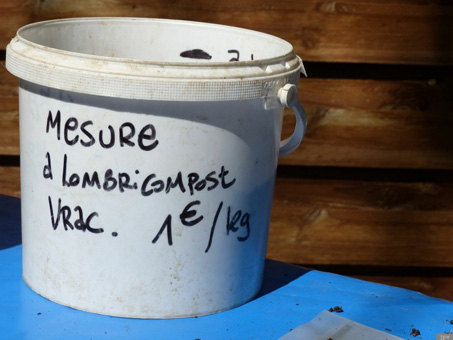 MESURE
à LOMBRiCOMPOST
VRAC. 1€/kg